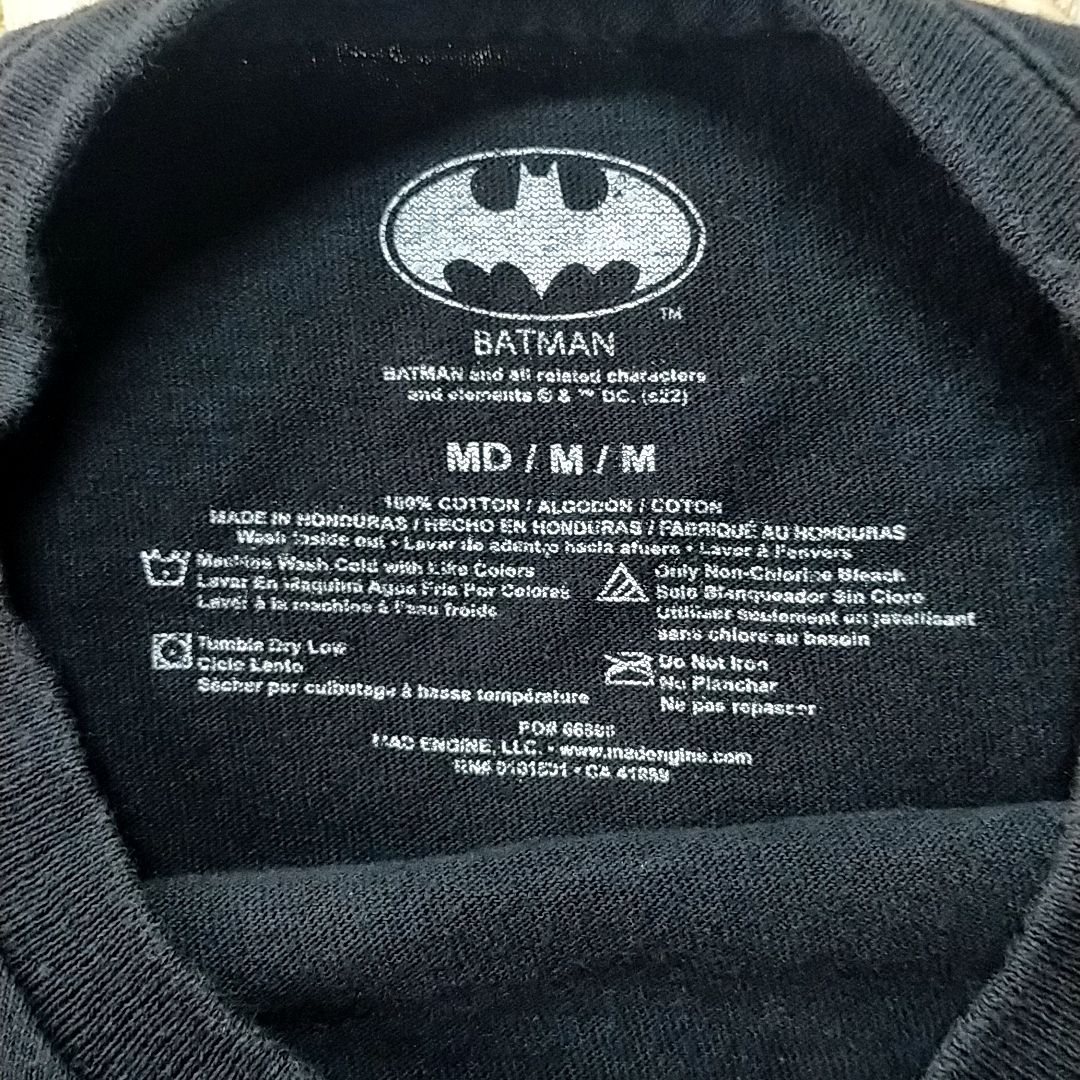 TM
BATMAN
BATMAN and all related characters
and elements © & ™ DC. (s22)
MD / M / M
100% COTTON / ALGODON / COTON
MADE IN HONDURAS / HECHO EN HONDURAS / FABRIQUÉ AU HONDURAS
Wash inside out • Lavar de adentro hacia afuera • Laver à l'envers
Machine Wash Cold with Like Colors
Lavar En Maquina Agua Fria Por Colores
Laver à la machine à l'eau froide
Only Non-Chlorine Bleach
Solo Blanqueador Sin Cloro
Utiliser seulement un javellisant
sans chlore au besoin
Tumble Dry Low
Ciclo Lento
Sécher par culbutage à basse température
Do Not Iron
No Planchar
Ne pas repasser
PO#
MAD ENGINE, LLC. • www.madengine.com
RN# • CA